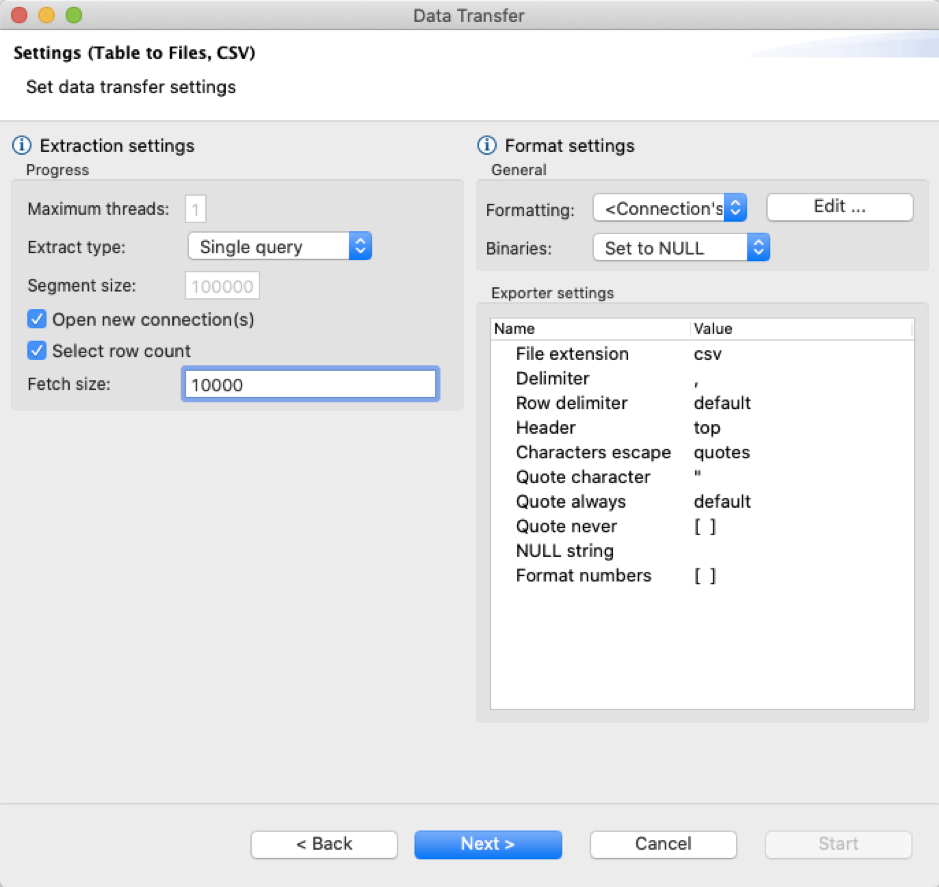 Data Transfer
Settings (Table to Files, CSV)
Set data transfer settings
Extraction settings
Progress
Maximum threads: 1
Extract type: Single query
Segment size: 100000
Open new connection(s)
Select row count
Fetch size: 10000
Format settings
General
Formatting: <Connection's Edit ...
Binaries: Set to NULL
Exporter settings
Name Value
File extension csv
Delimiter ,
Row delimiter default
Header top
Characters escape quotes
Quote character "
Quote always default
Quote never [ ]
NULL string
Format numbers [ ]
< Back Next > Cancel Start